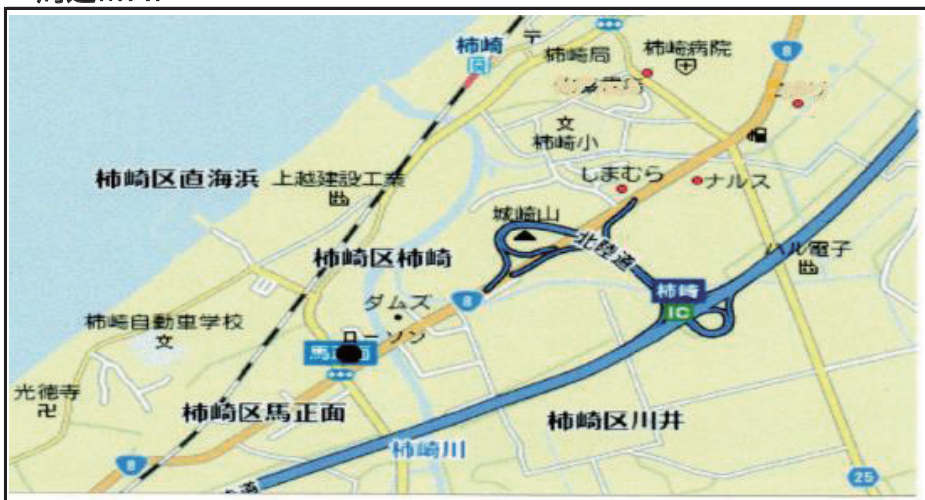 柿崎
〒
柿崎局
柿崎病院
8
文
柿崎小
柿崎区直海浜
上越建設工業
しまむら
ナルス
城崎山
北陸道
ハル電子
柿崎区柿崎
柿崎
IC
8
ダムズ
ローソン
柿崎自動車学校
文
光徳寺
卍
柿崎区馬正面
柿崎区川井
柿崎川
8
25